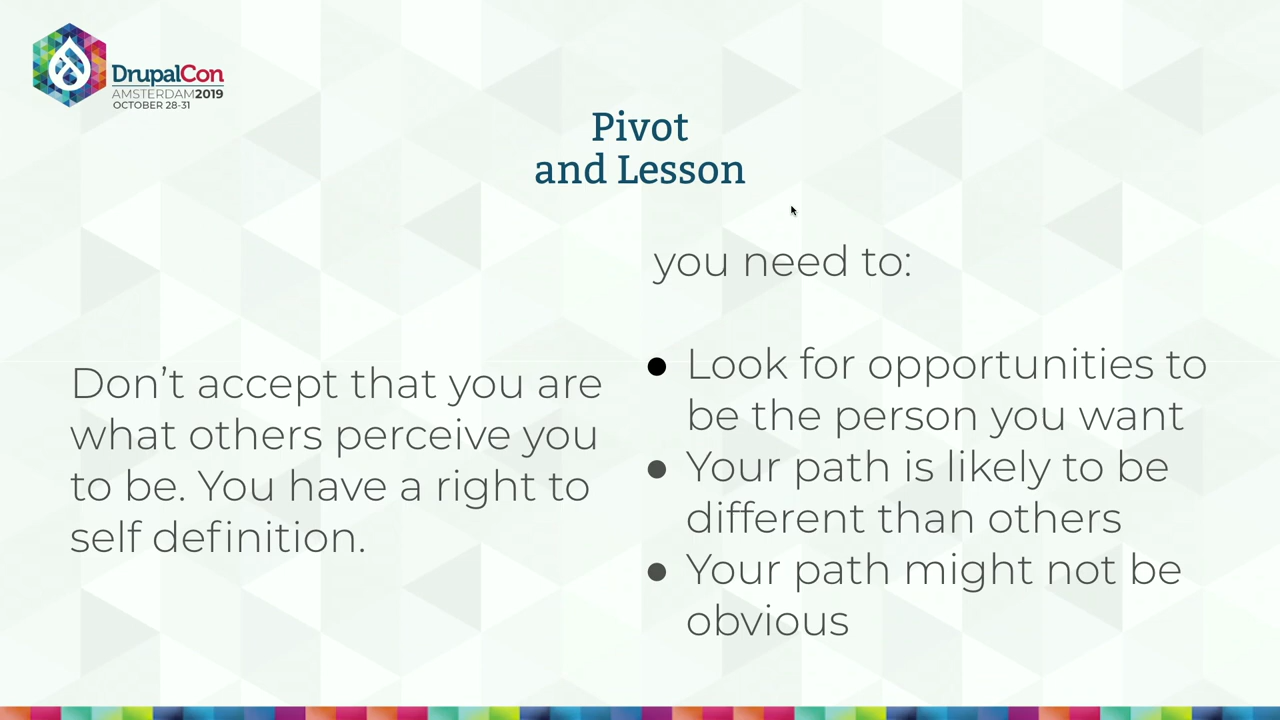 DrupalCon
AMSTERDAM2019
OCTOBER 28-31
Pivot
and Lesson
Don't accept that you are
what others perceive you
to be. You have a right to
self definition.
you need to:
● Look for opportunities to
be the person you want
● Your path is likely to be
different than others
● Your path might not be
obvious